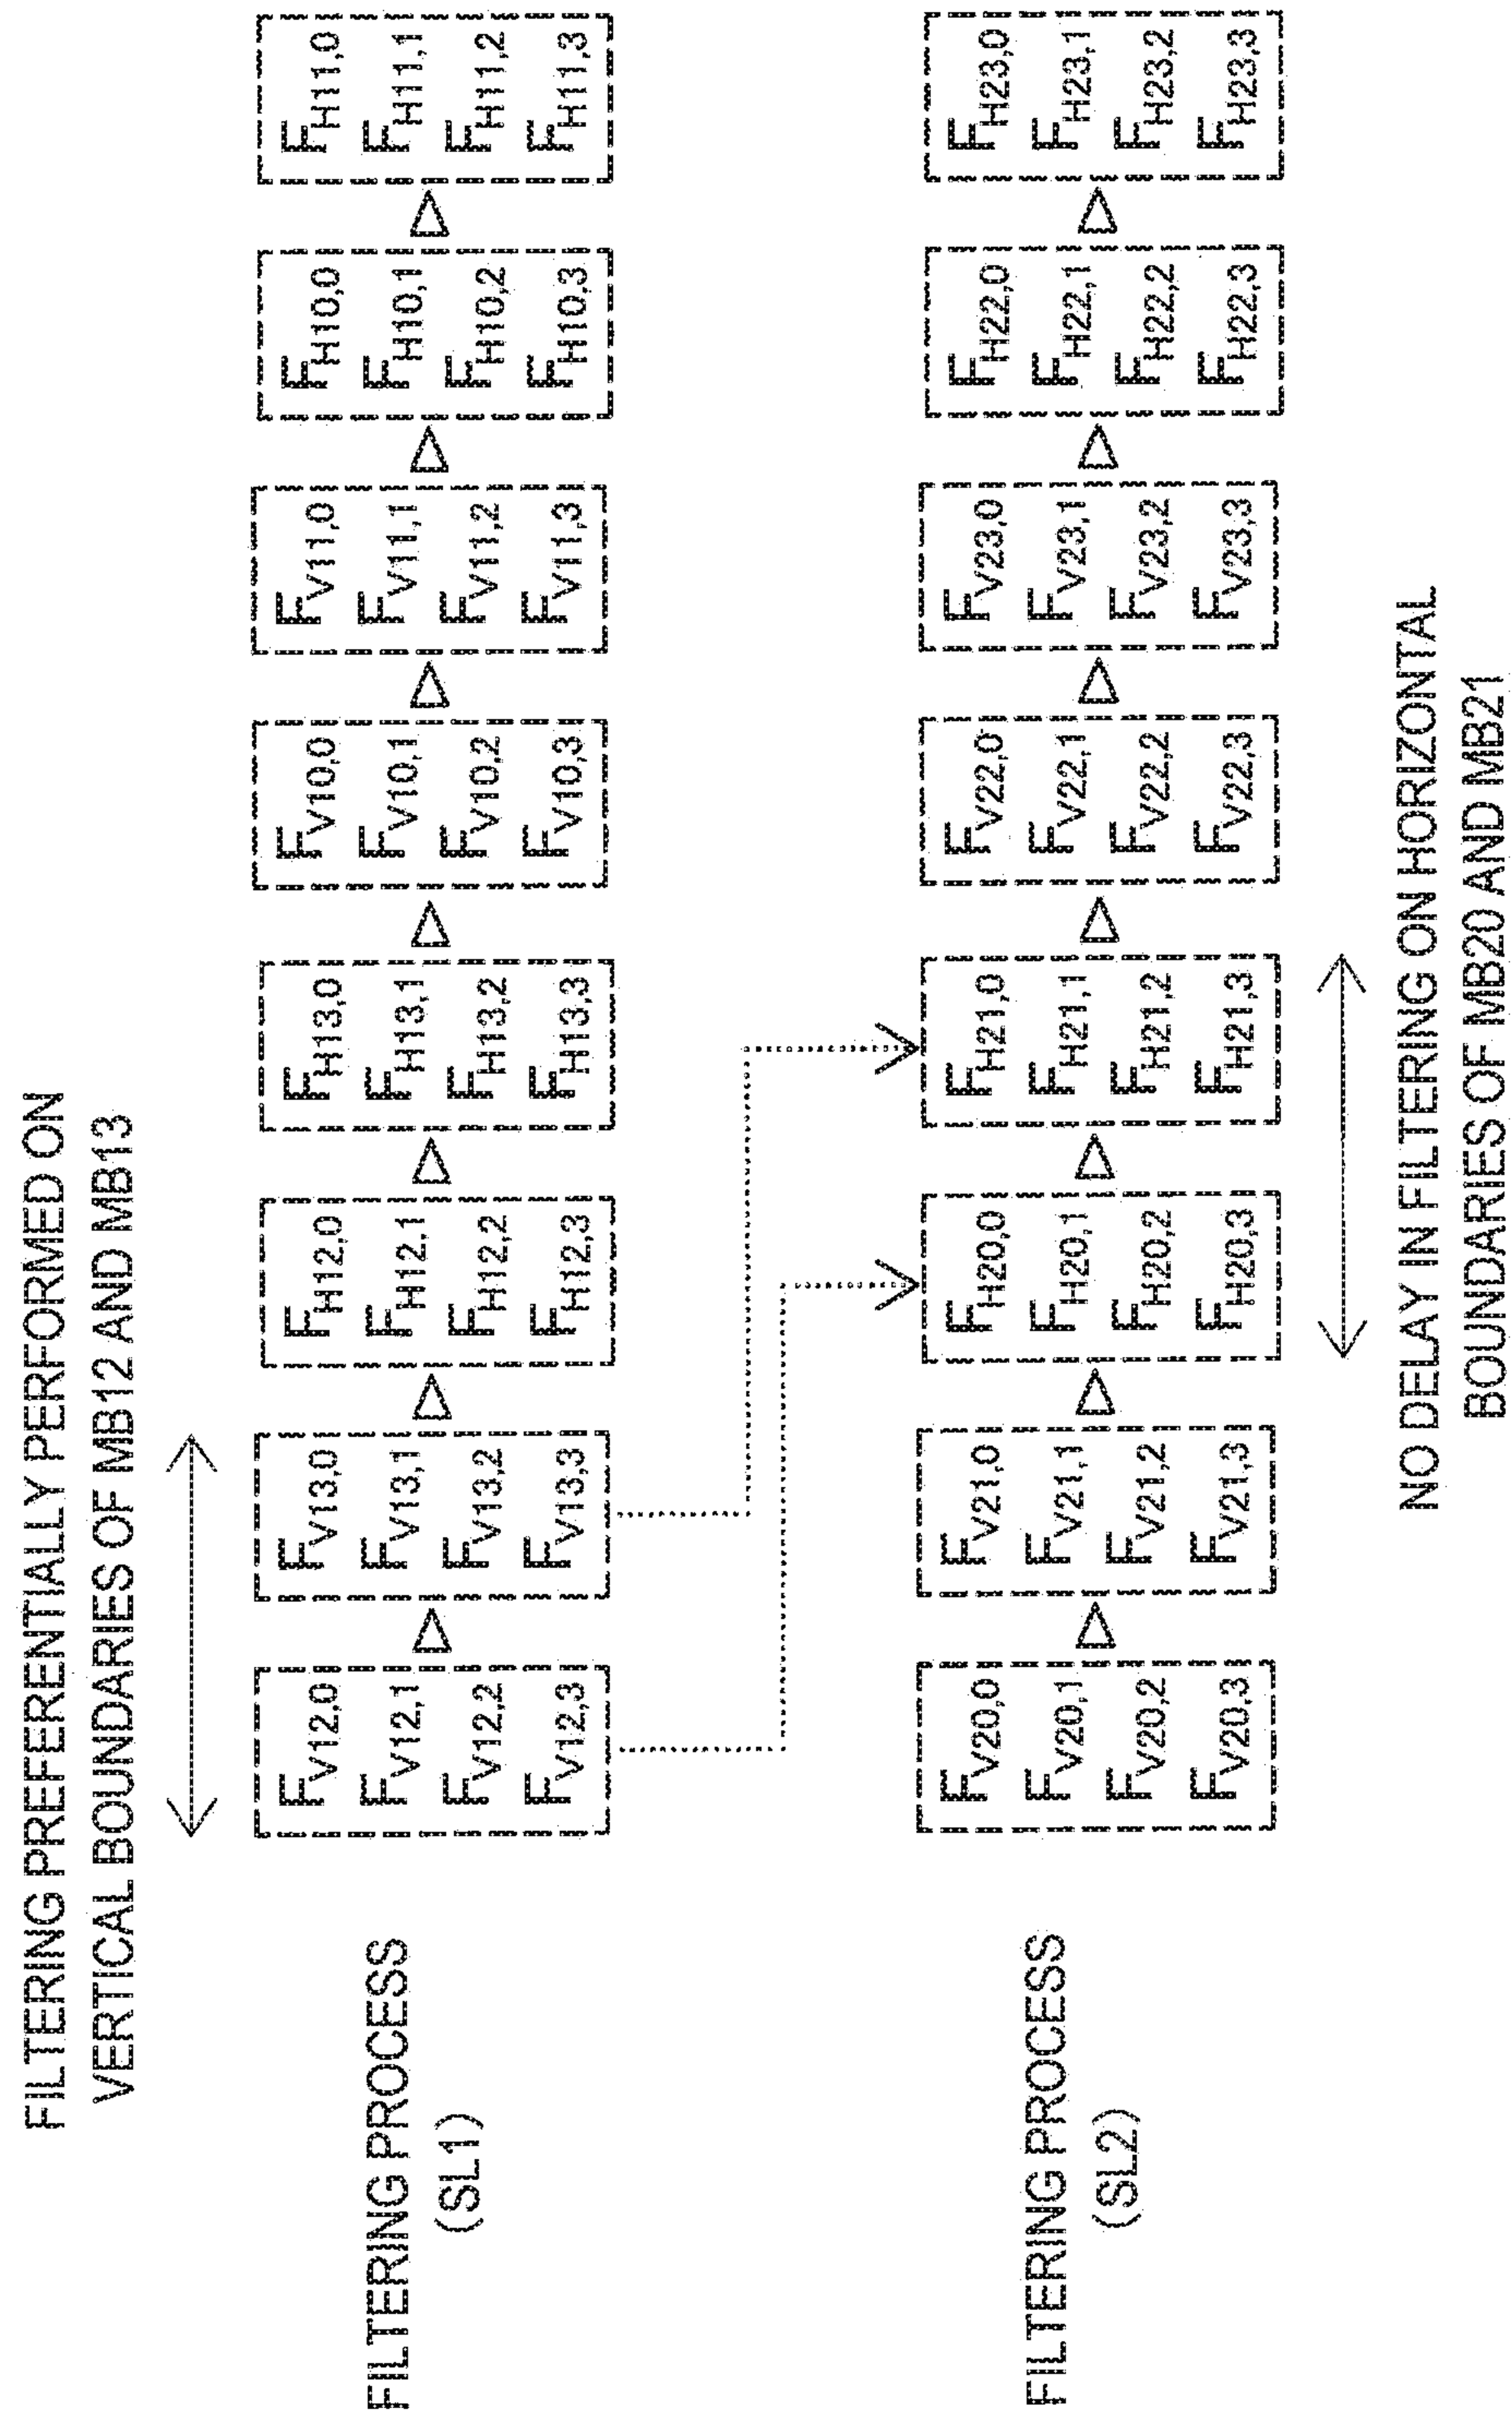 FILTERING PREFERENTIALLY PERFORMED ON
VERTICAL BOUNDARIES OF MB12 AND MB13
FILTERING PROCESS
(SL1)
FV12,0
FV12,1
FV12,2
FV12,3
FV13,0
FV13,1
FV13,2
FV13,3
FH12,0
FH12,1
FH12,2
FH12,3
FH13,0
FH13,1
FH13,2
FH13,3
FV10,0
FV10,1
FV10,2
FV10,3
FV11,0
FV11,1
FV11,2
FV11,3
FH10,0
FH10,1
FH10,2
FH10,3
FH11,0
FH11,1
FH11,2
FH11,3
FILTERING PROCESS
(SL2)
FV20,0
FV20,1
FV20,2
FV20,3
FV21,0
FV21,1
FV21,2
FV21,3
FH20,0
FH20,1
FH20,2
FH20,3
FH21,0
FH21,1
FH21,2
FH21,3
FV22,0
FV22,1
FV22,2
FV22,3
FV23,0
FV23,1
FV23,2
FV23,3
FH22,0
FH22,1
FH22,2
FH22,3
FH23,0
FH23,1
FH23,2
FH23,3
NO DELAY IN FILTERING ON HORIZONTAL
BOUNDARIES OF MB20 AND MB21